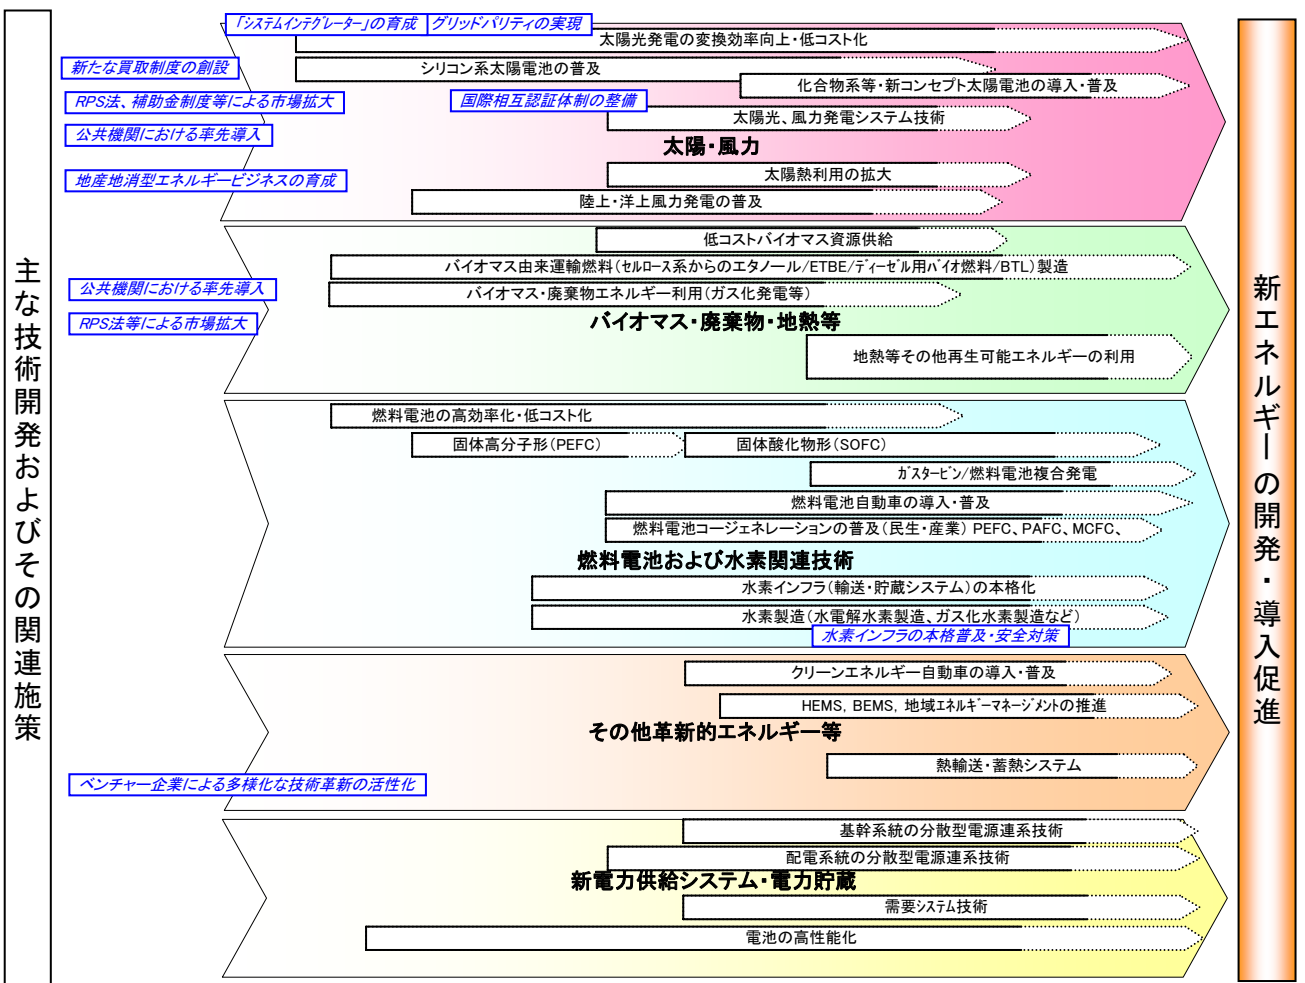 主な技術開発およびその関連施策
「システムインテグレーター」の育成
グリッドパリティの実現
太陽光発電の変換効率向上・低コスト化
新たな買取制度の創設
シリコン系太陽電池の普及
化合物系等・新コンセプト太陽電池の導入・普及
RPS法、補助金制度等による市場拡大
国際相互認証体制の整備
太陽光、風力発電システム技術
公共機関における率先導入
太陽・風力
太陽熱利用の拡大
地産地消型エネルギービジネスの育成
陸上・洋上風力発電の普及
低コストバイオマス資源供給
バイオマス由来運輸燃料(セルロース系からのエタノール/ETBE/ディーゼル用バイオ燃料/BTL)製造
公共機関における率先導入
バイオマス・廃棄物エネルギー利用(ガス化発電等)
RPS法等による市場拡大
バイオマス・廃棄物・地熱等
地熱等その他再生可能エネルギーの利用
燃料電池の高効率化・低コスト化
固体高分子形(PEFC)
固体酸化物形(SOFC)
ガスタービン/燃料電池複合発電
燃料電池自動車の導入・普及
燃料電池コージェネレーションの普及(民生・産業) PEFC、PAFC、MCFC、
燃料電池および水素関連技術
水素インフラ(輸送・貯蔵システム)の本格化
水素製造(水電解水素製造、ガス化水素製造など)
水素インフラの本格普及・安全対策
クリーンエネルギー自動車の導入・普及
HEMS, BEMS, 地域エネルギーマネージメントの推進
その他革新的エネルギー等
熱輸送・蓄熱システム
ベンチャー企業による多様化な技術革新の活性化
基幹系統の分散型電源連系技術
配電系統の分散型電源連系技術
新電力供給システム・電力貯蔵
需要システム技術
電池の高性能化
新エネルギーの開発・導入促進